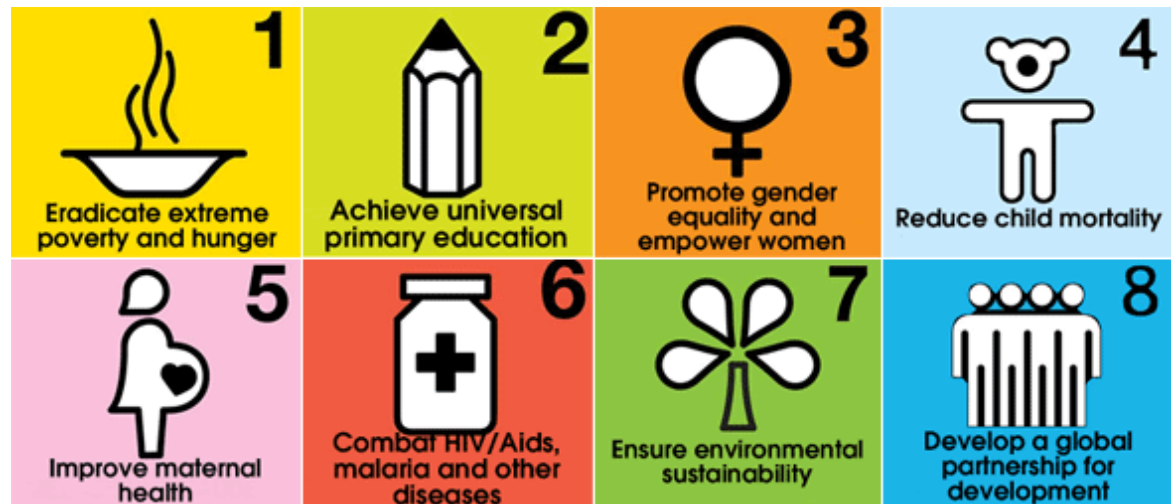 1
Eradicate extreme
poverty and hunger
2
Achieve universal
primary education
3
Promote gender
equality and
empower women
4
Reduce child mortality
5
Improve maternal
health
6
Combat HIV/Aids,
malaria and other
diseases
7
Ensure environmental
sustainability
8
Develop a global
partnership for
development